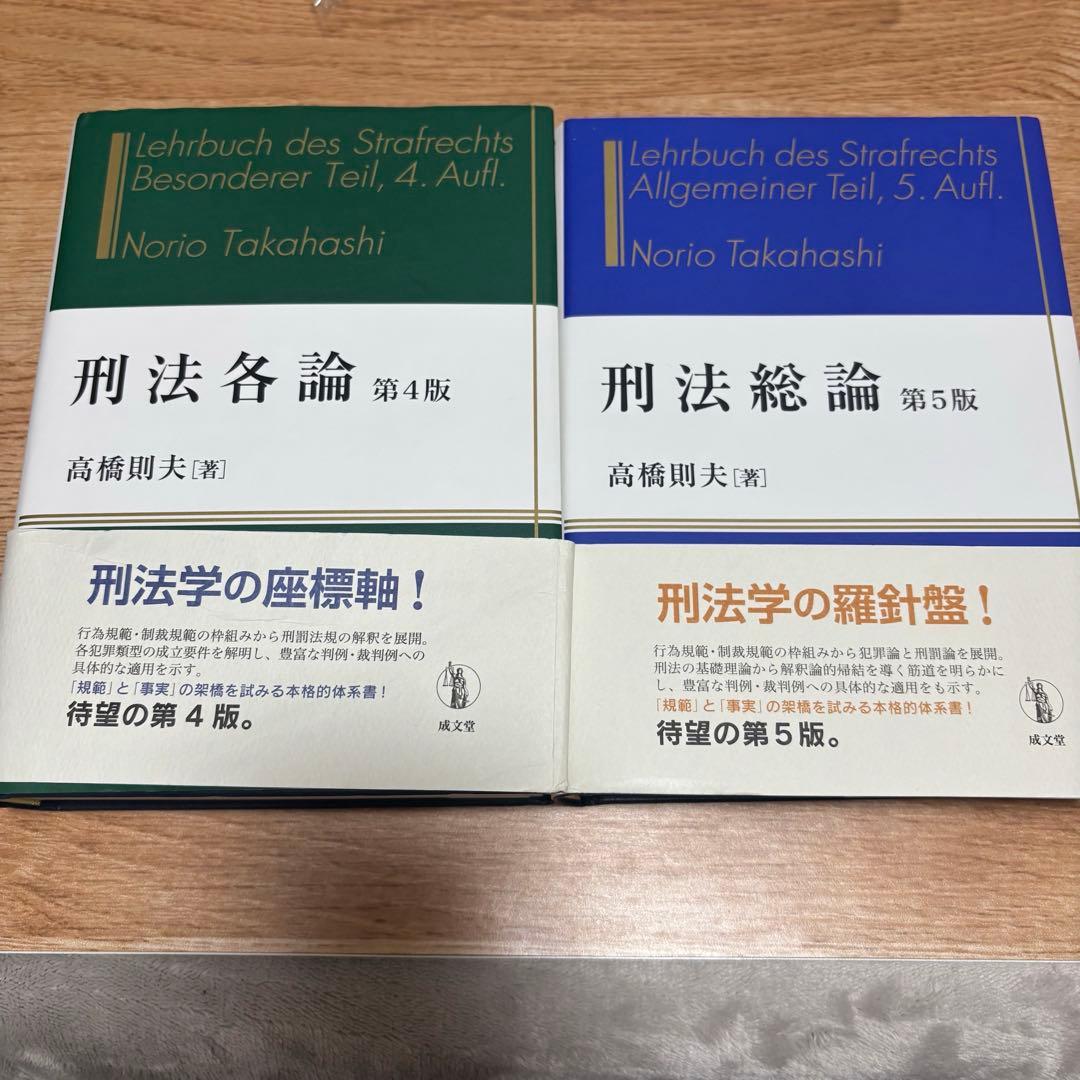 Lehrbuch des Strafrechts
Besonderer Teil, 4. Aufl.
Norio Takahashi
刑法各論 第4版
高橋則夫[著]
刑法学の座標軸!
行為規範・制裁規範の枠組みから刑罰法規の解釈を展開。
各犯罪類型の成立要件を解明し、豊富な判例・裁判例への
具体的な適用を示す。
「規範」と「事実」の架橋を試みる本格的体系書!
待望の第4版。
成文堂
Lehrbuch des Strafrechts
Allgemeiner Teil, 5. Aufl.
Norio Takahashi
刑法総論 第5版
高橋則夫[著]
刑法学の羅針盤!
行為規範・制裁規範の枠組みから犯罪論と刑罰論を展開。
刑法の基礎理論から解釈論的帰結を導く筋道を明らかに
し、豊富な判例・裁判例への具体的な適用をも示す。
「規範」と「事実」の架橋を試みる本格的体系書!
待望の第5版。
成文堂